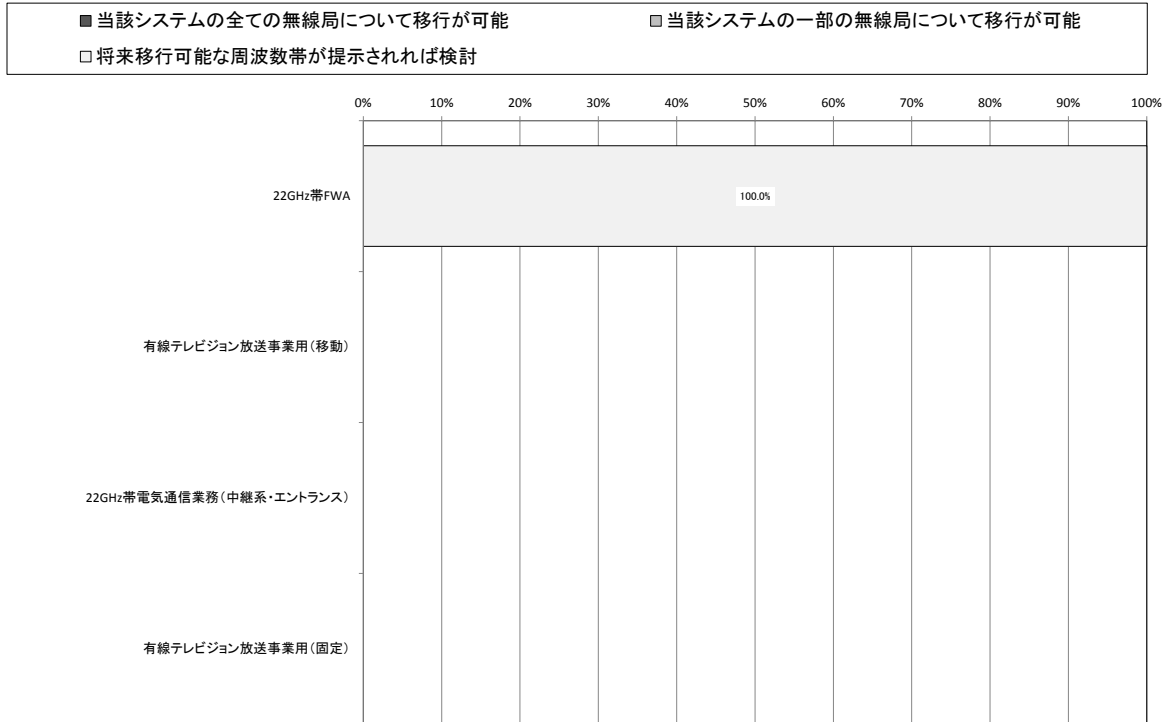 ■当該システムの全ての無線局について移行が可能 ■当該システムの一部の無線局について移行が可能
□将来移行可能な周波数帯が提示されれば検討
0% 10% 20% 30% 40% 50% 60% 70% 80% 90% 100%
22GHz帯FWA
100.0%
有線テレビジョン放送事業用(移動)
22GHz帯電気通信業務(中継系・エントランス)
有線テレビジョン放送事業用(固定)